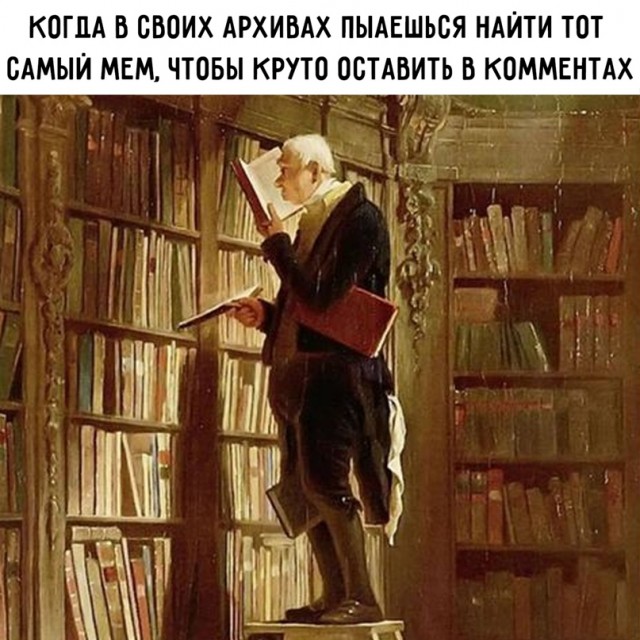 КОГДА В СВОИХ АРХИВАХ ПЫАЕШЬСЯ НАЙТИ ТОТ
САМЫЙ МЕМ, ЧТОБЫ КРУТО ОСТАВИТЬ В КОММЕНТАХ